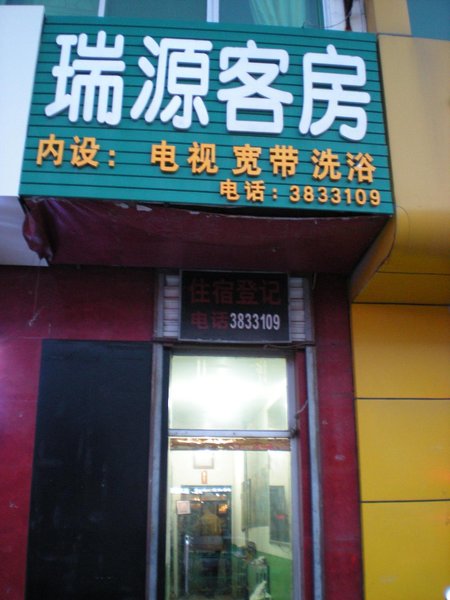 瑞源客房
内设： 电视 宽带 洗浴
电话：3833109
住宿登记
电话3833109